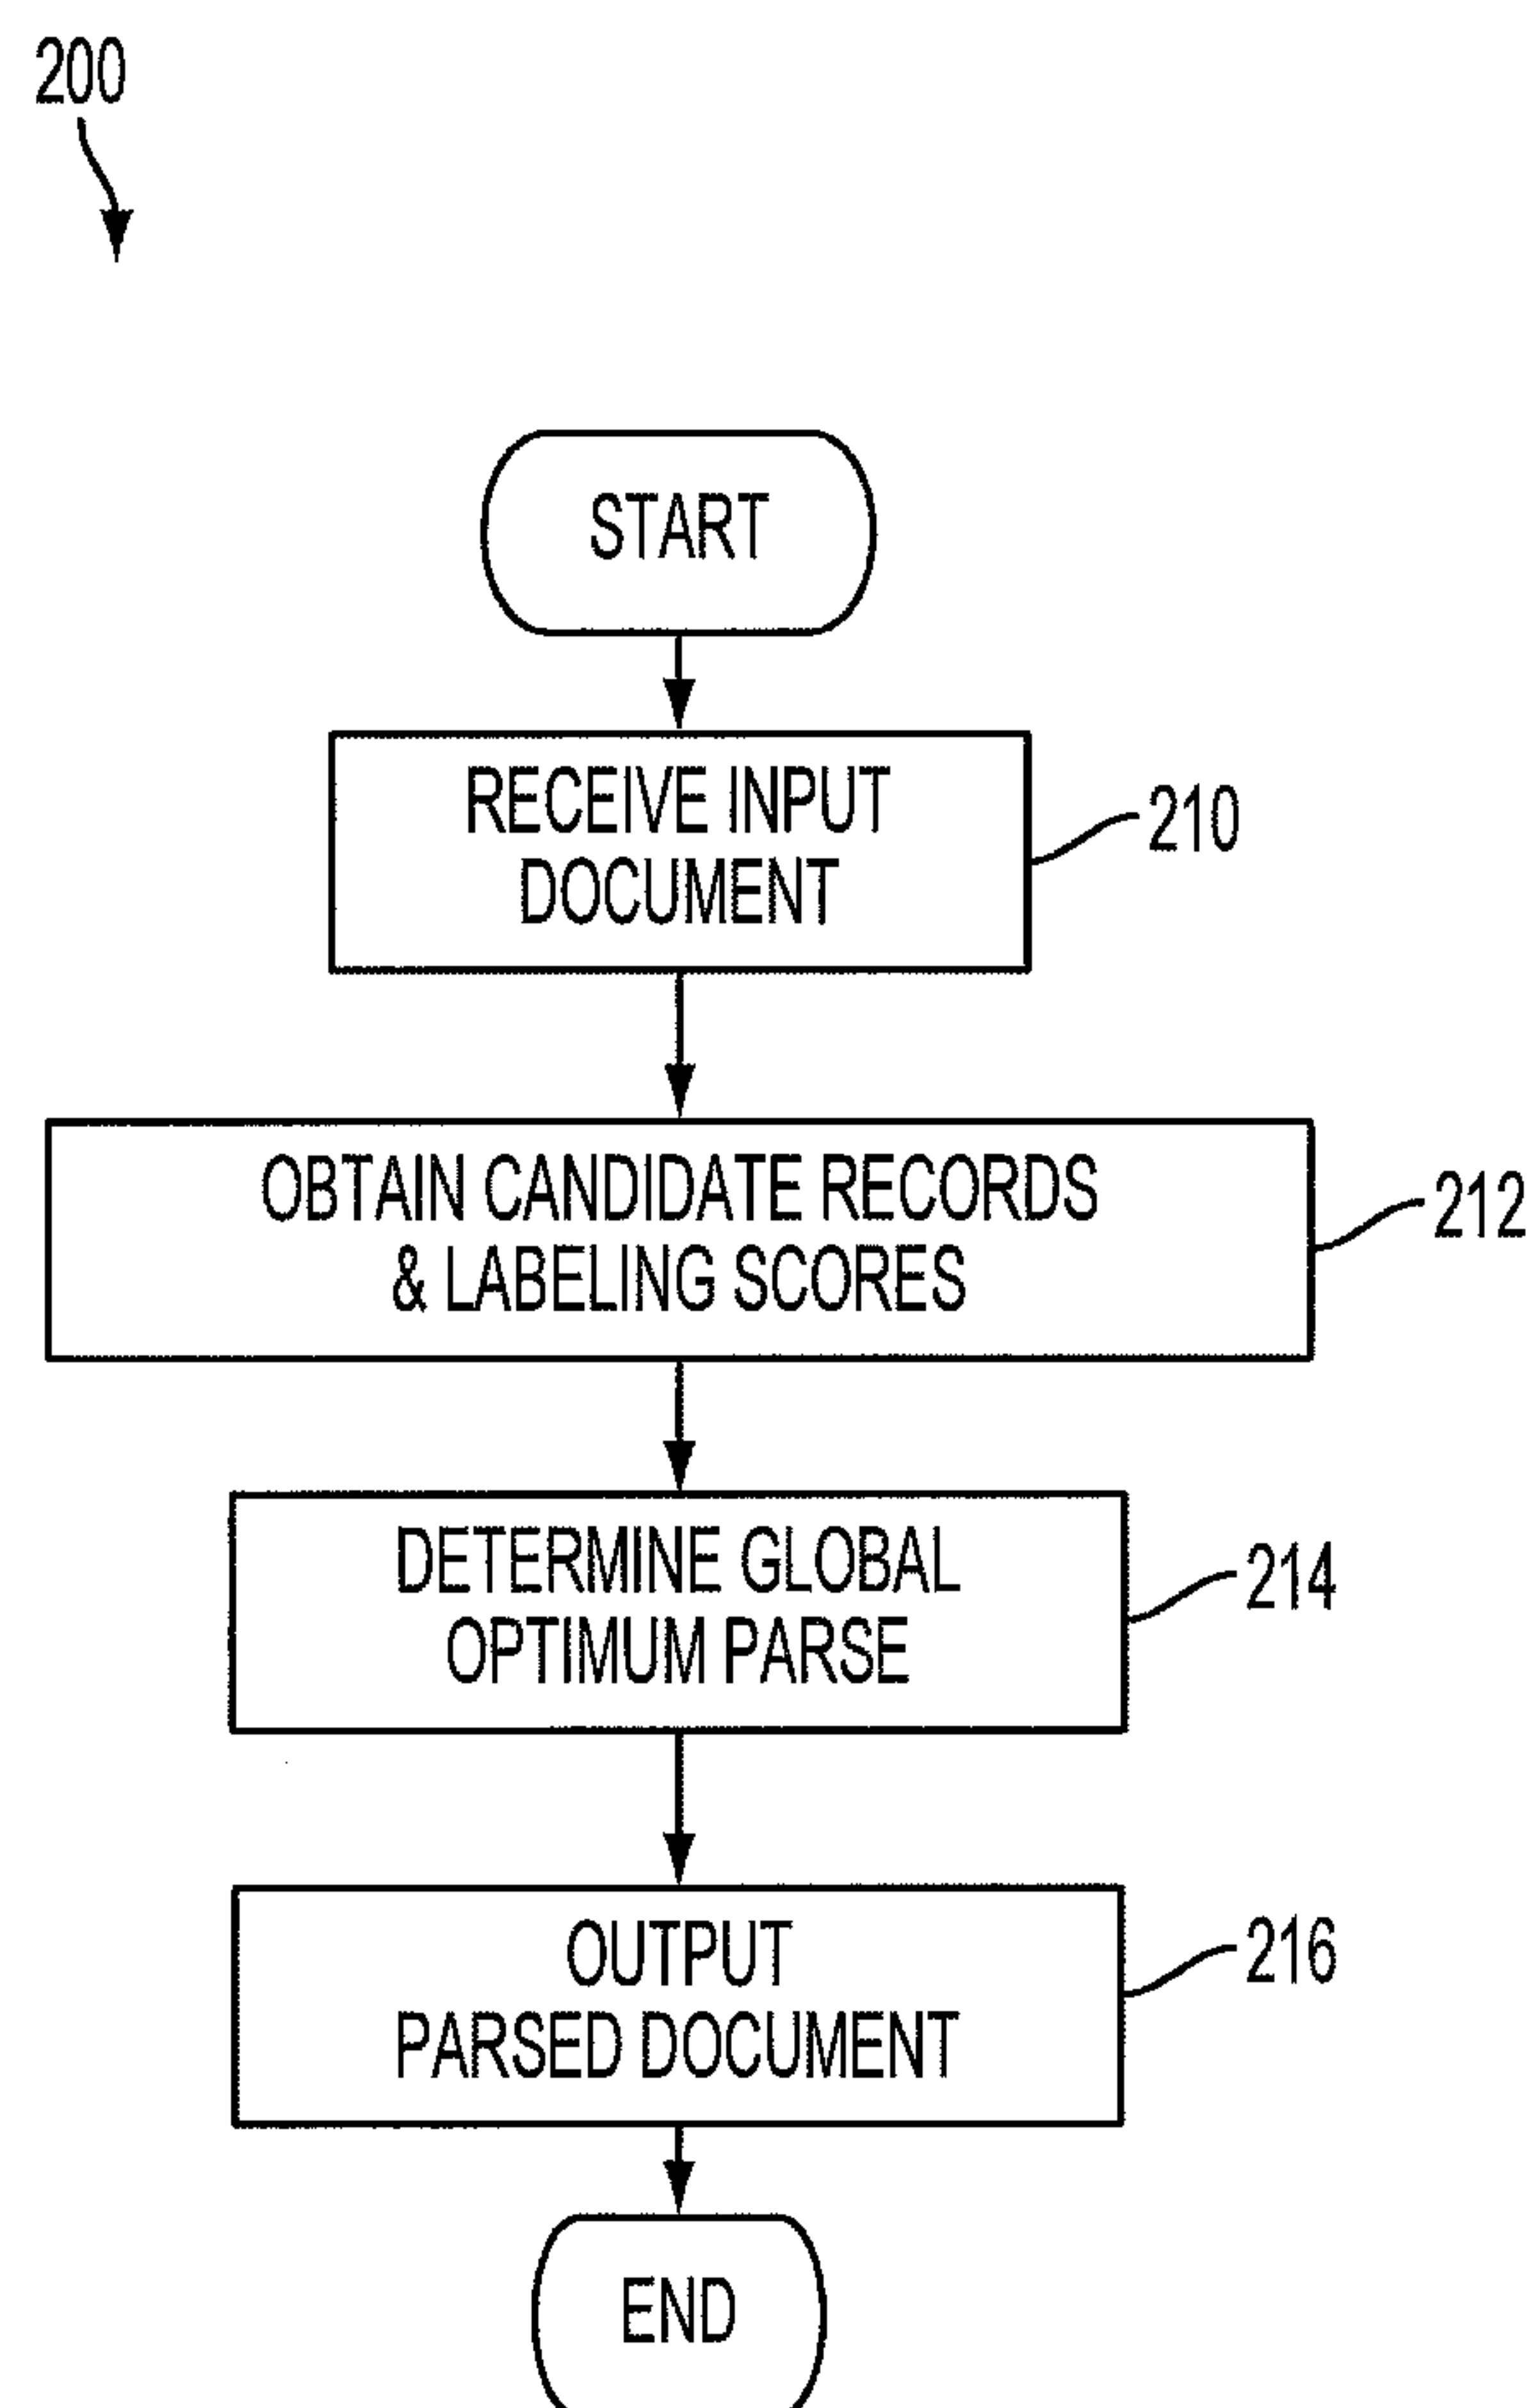 200
START
RECEIVE INPUT
DOCUMENT
210
OBTAIN CANDIDATE RECORDS
& LABELING SCORES
212
DETERMINE GLOBAL
OPTIMUM PARSE
214
OUTPUT
PARSED DOCUMENT
216
END